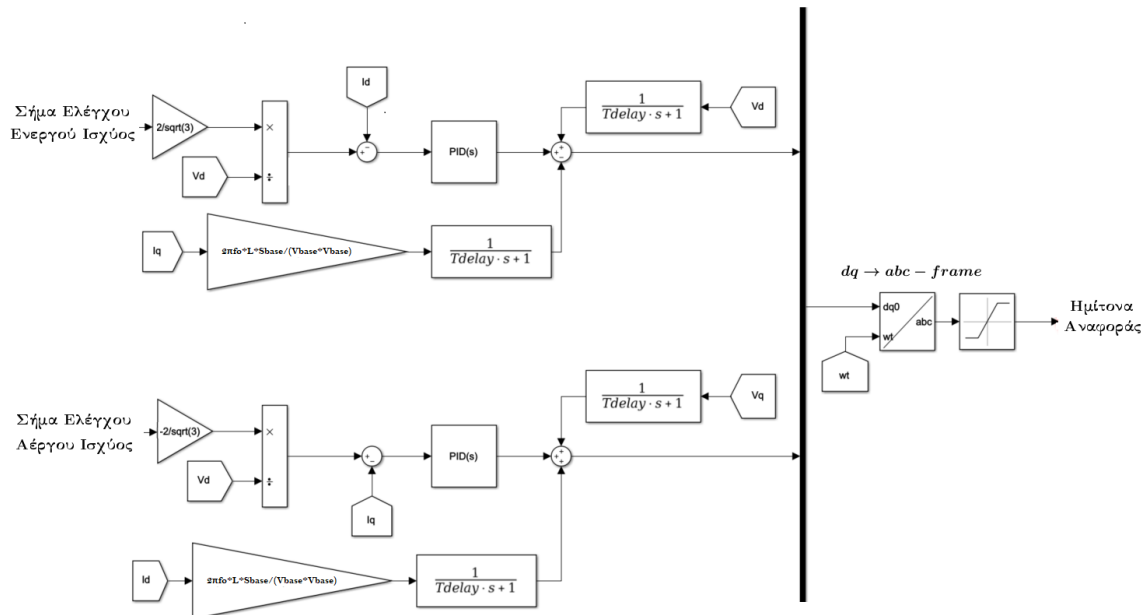 Id
Σήμα Ελέγχου
Ενεργού Ισχύος
2/sqrt(3)
×
÷
Vd
+
−
PID(s)
1
Tdelay · s + 1
Vd
+
+
−
Iq
2πfo*L*Sbase/(Vbase*Vbase)
1
Tdelay · s + 1
dq → abc − frame
dq0
wt
abc
wt
Ημίτονα
Αναφοράς
Σήμα Ελέγχου
Αέργου Ισχύος
-2/sqrt(3)
×
÷
Vd
+
−
Iq
PID(s)
1
Tdelay · s + 1
Vq
+
+
+
Id
2πfo*L*Sbase/(Vbase*Vbase)
1
Tdelay · s + 1